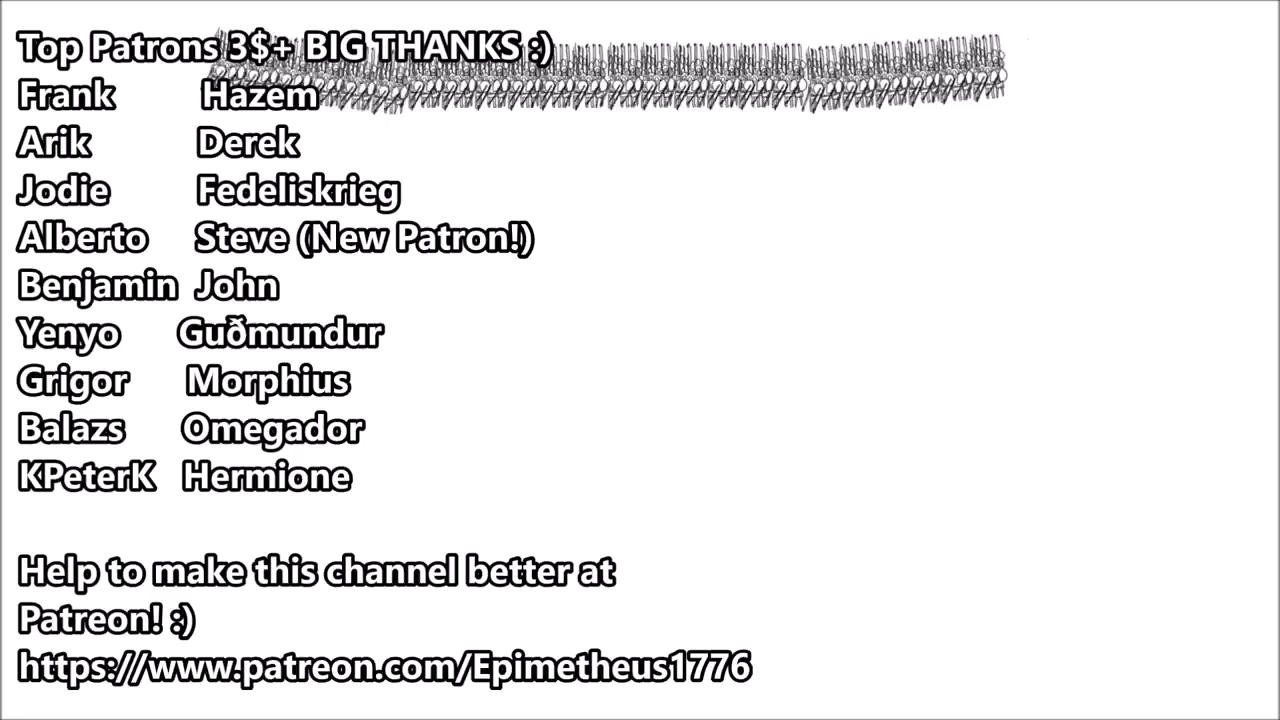 Top Patrons 3$+ BIG THANKS :)
Frank Hazem
Arik Derek
Jodie Fedeliskrieg
Alberto Steve (New Patron!)
Benjamin John
Yenyo Guðmundur
Grigor Morphius
Balazs Omegador
KPeterK Hermione
Help to make this channel better at
Patreon! :)
https://www.patreon.com/Epimetheus1776